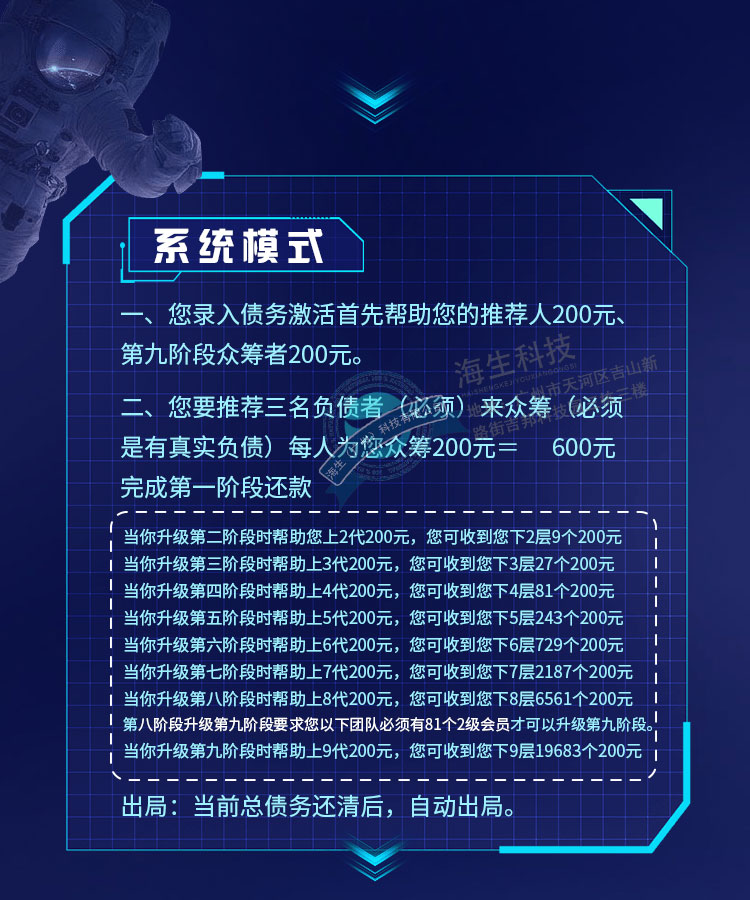 系统模式
一、您录入债务激活首先帮助您的推荐人200元、
第九阶段众筹者200元。
二、您要推荐三名负债者（必须）来众筹（必须
是有真实负债）每人为您众筹200元＝　600元
完成第一阶段还款
当你升级第二阶段时帮助您上2代200元，您可收到您下2层9个200元
当你升级第三阶段时帮助上3代200元，您可收到您下3层27个200元
当你升级第四阶段时帮助上4代200元，您可收到您下4层81个200元
当你升级第五阶段时帮助上5代200元，您可收到您下5层243个200元
当你升级第六阶段时帮助上6代200元，您可收到您下6层729个200元
当你升级第七阶段时帮助上7代200元，您可收到您下7层2187个200元
当你升级第八阶段时帮助上8代200元，您可收到您下8层6561个200元
第八阶段升级第九阶段要求您以下团队必须有81个2级会员才可以升级第九阶段。
当你升级第九阶段时帮助上9代200元，您可收到您下9层19683个200元
出局：当前总债务还清后，自动出局。
海生科技